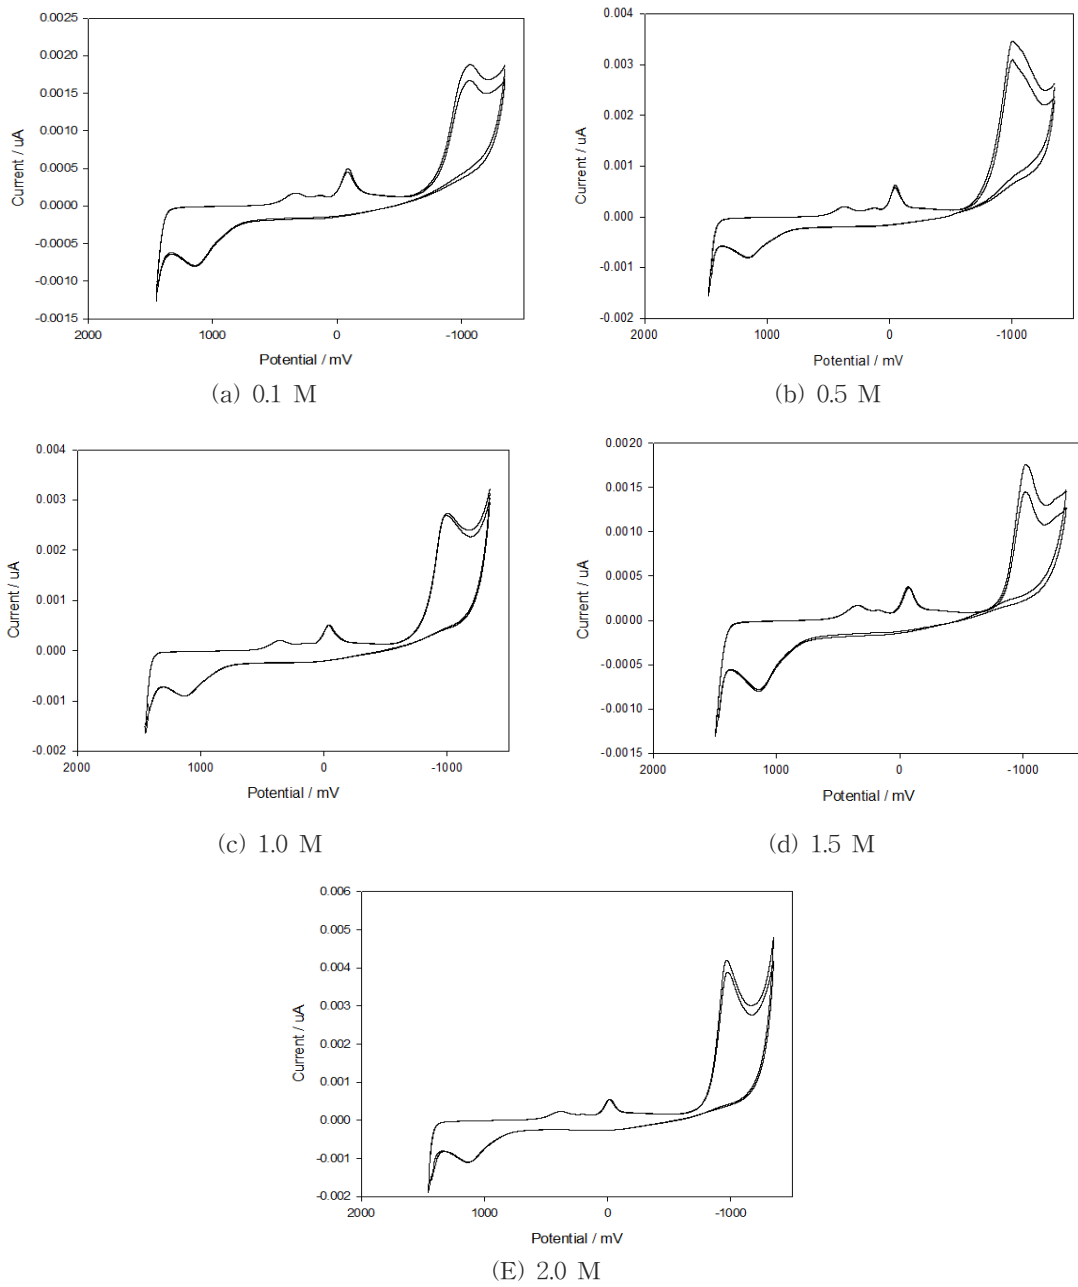 0.0025
0.0020
0.0015
0.0010
0.0005
0.0000
-0.0005
-0.0010
-0.0015
Current / uA
2000 1000 0 -1000
Potential / mV
(a) 0.1 M
0.004
0.003
0.002
0.001
0.000
-0.001
-0.002
Current / uA
2000 1000 0 -1000
Potential / mV
(b) 0.5 M
0.004
0.003
0.002
0.001
0.000
-0.001
-0.002
Current / uA
2000 1000 0 -1000
Potential / mV
(c) 1.0 M
0.0020
0.0015
0.0010
0.0005
0.0000
-0.0005
-0.0010
-0.0015
Current / uA
2000 1000 0 -1000
Potential / mV
(d) 1.5 M
0.006
0.005
0.004
0.003
0.002
0.001
0.000
-0.001
-0.002
Current / uA
2000 1000 0 -1000
Potential / mV
(E) 2.0 M